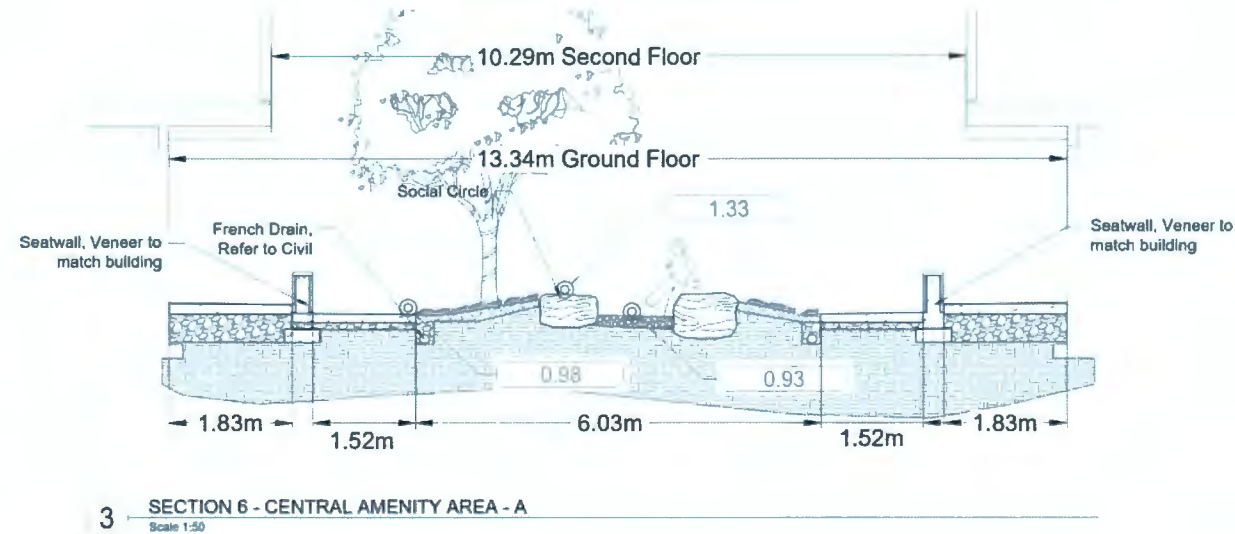 10.29m Second Floor
13.34m Ground Floor
Social Circle
1.33
Seatwall, Veneer to
match building
French Drain,
Refer to Civil
Seatwall, Veneer to
match building
0.98
0.93
1.83m
1.52m
6.03m
1.52m
1.83m
3
SECTION 6 - CENTRAL AMENITY AREA - A
Scale 1:50